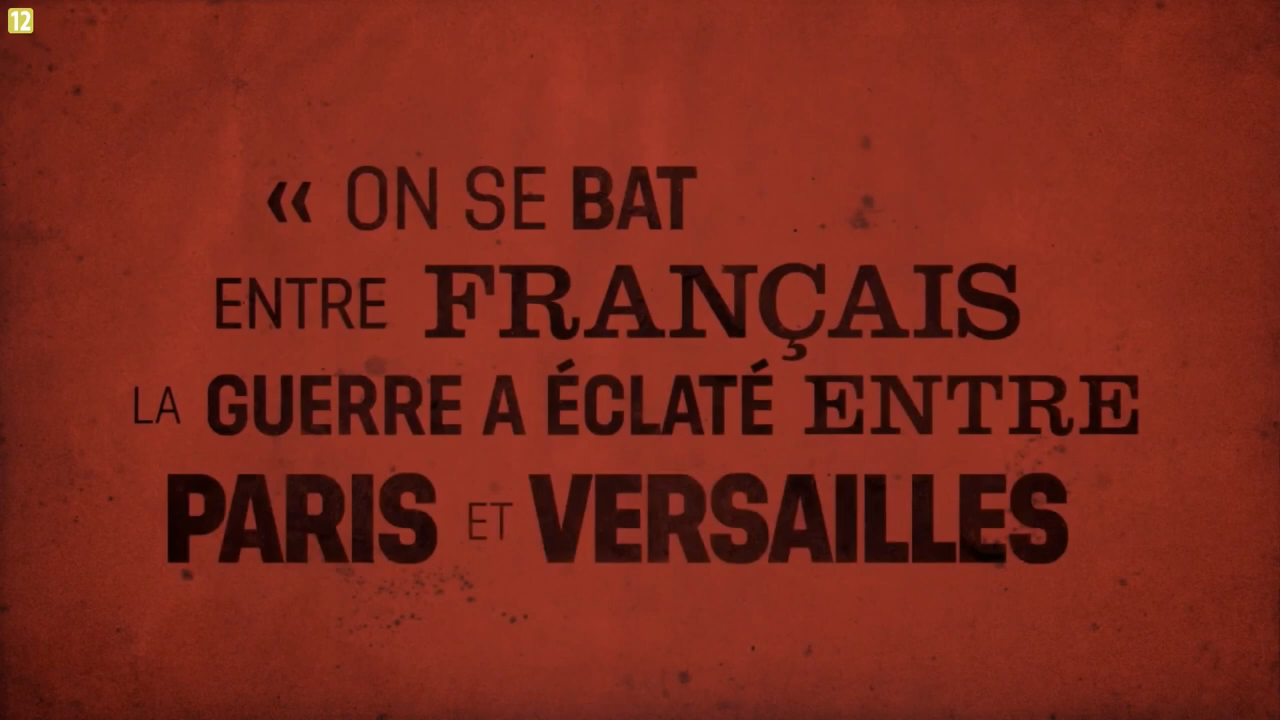 12
« ON SE BAT
ENTRE FRANÇAIS
LA GUERRE A ÉCLATÉ ENTRE
PARIS ET VERSAILLES